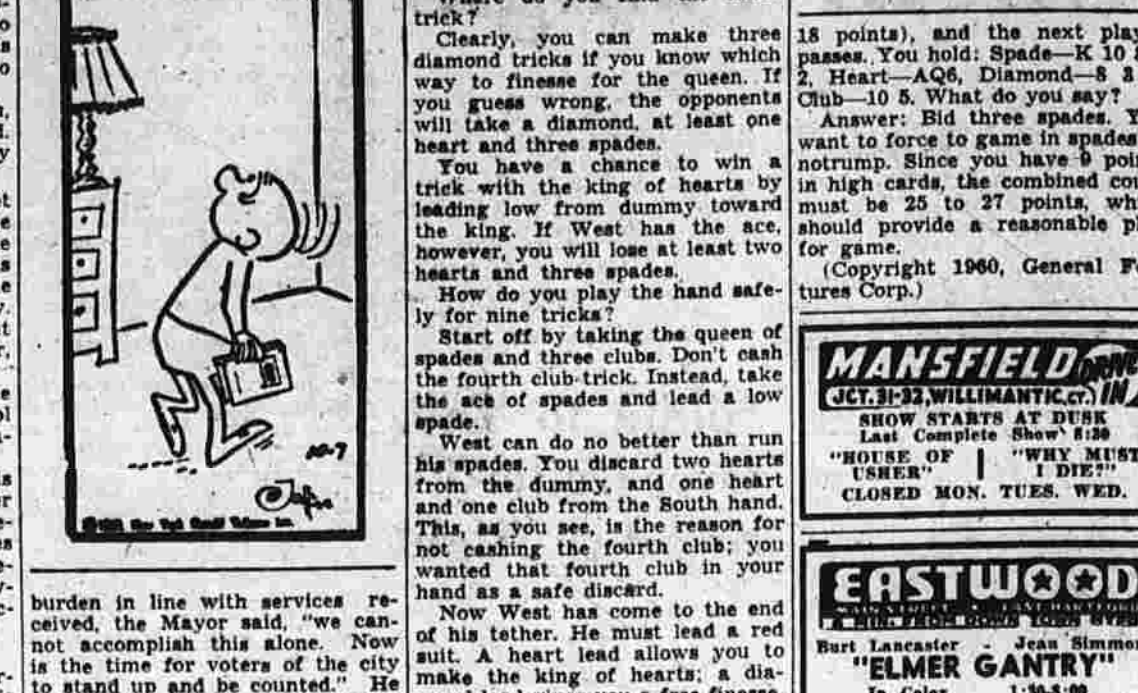 10-7
burden in line with services re-
ceived, the Mayor said, "we can-
not accomplish this alone. Now
is the time for voters of the city
to stand up and be counted." He
trick?
Clearly, you can make three
diamond tricks if you know which
way to finesse for the queen. If
you guess wrong, the opponents
will take a diamond, at least one
heart and three spades.
You have a chance to win a
trick with the king of hearts by
leading low from dummy toward
the king. If West has the ace,
however, you will lose at least two
hearts and three spades.
How do you play the hand safe-
ly for nine tricks?
Start off by taking the queen of
spades and three clubs. Don't cash
the fourth club trick. Instead, take
the ace of spades and lead a low
spade.
West can do no better than run
his spades. You discard two hearts
from the dummy, and one heart
and one club from the South hand.
This, as you see, is the reason for
not cashing the fourth club; you
wanted that fourth club in your
hand as a safe discard.
Now West has come to the end
of his tether. He must lead a red
suit. A heart lead allows you to
make the king of hearts; a dia-
18 points), and the next
passes. You hold: Spade—K 10
2, Heart—AQ6, Diamond—8
Club—10 5. What do you say?
Answer: Bid three spades.
want to force to game in spades
notrump. Since you have 9
in high cards, the combined
must be 25 to 27 points,
should provide a reasonable
for game.
(Copyright 1960, General
tures Corp.)
MANSFIELD DRIVE
IN
JCT. 31-32, WILLIMANTIC, CT.
SHOW STARTS AT DUSK
Last Complete Show 8:30
"HOUSE OF "WHY MUST
USHER" I DIE?"
CLOSED MON. TUES. WED.
EASTWOOD
Burt Lancaster - Jean
"ELMER GANTRY"
In Color